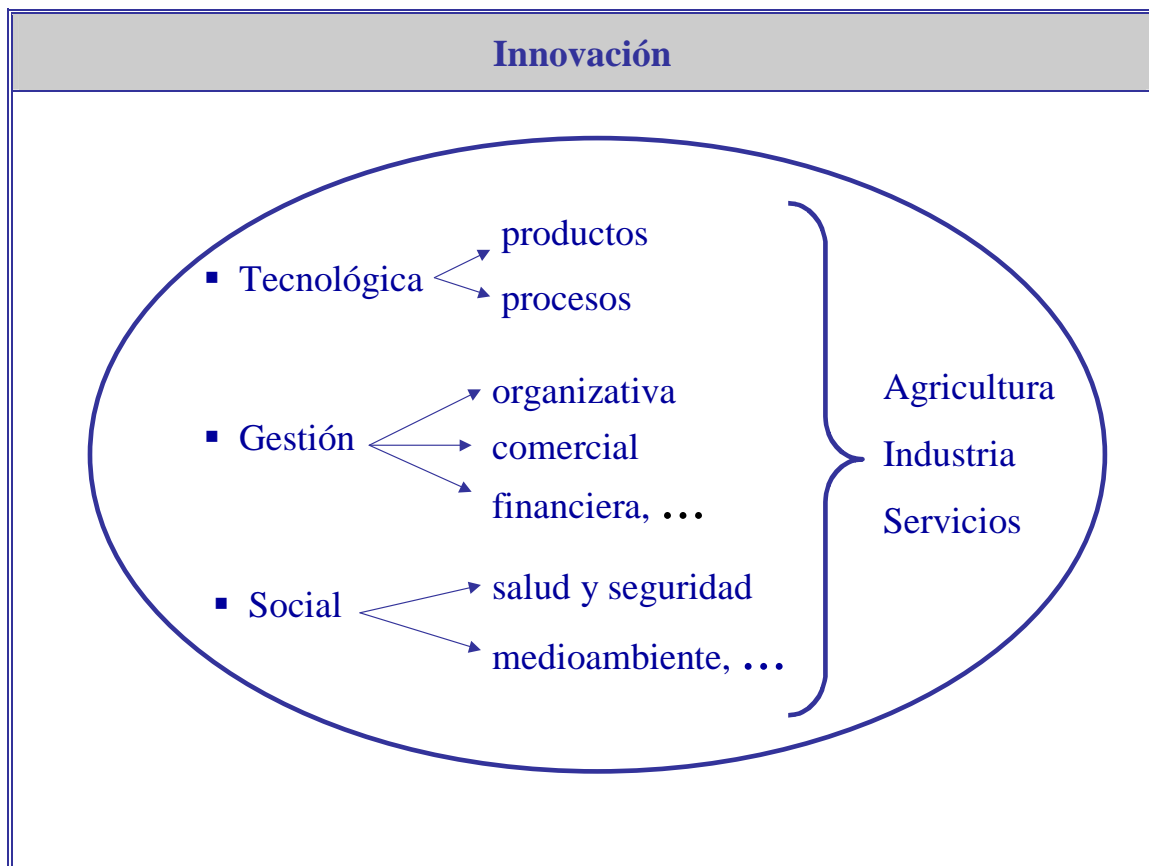 Innovación
▪ Tecnológica
productos
procesos
▪ Gestión
organizativa
comercial
financiera, ...
▪ Social
salud y seguridad
medioambiente, ...
Agricultura
Industria
Servicios